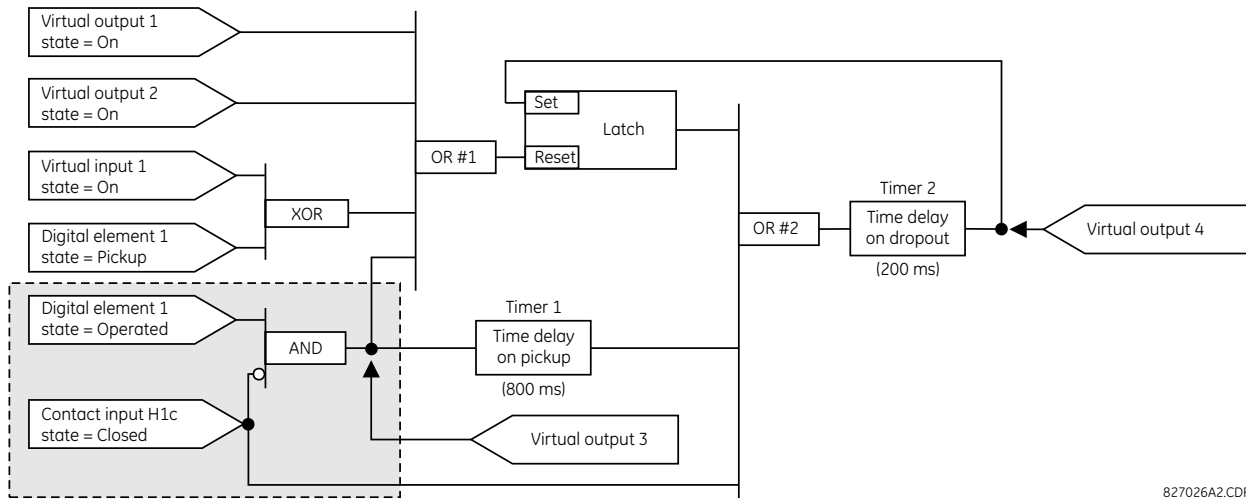 Virtual output 1
state = On
Virtual output 2
state = On
Virtual input 1
state = On
Digital element 1
state = Pickup
Digital element 1
state = Operated
Contact input H1c
state = Closed
XOR
AND
OR #1
Set
Reset
Latch
Timer 1
Time delay
on pickup
(800 ms)
Virtual output 3
OR #2
Timer 2
Time delay
on dropout
(200 ms)
Virtual output 4
827026A2.CDR